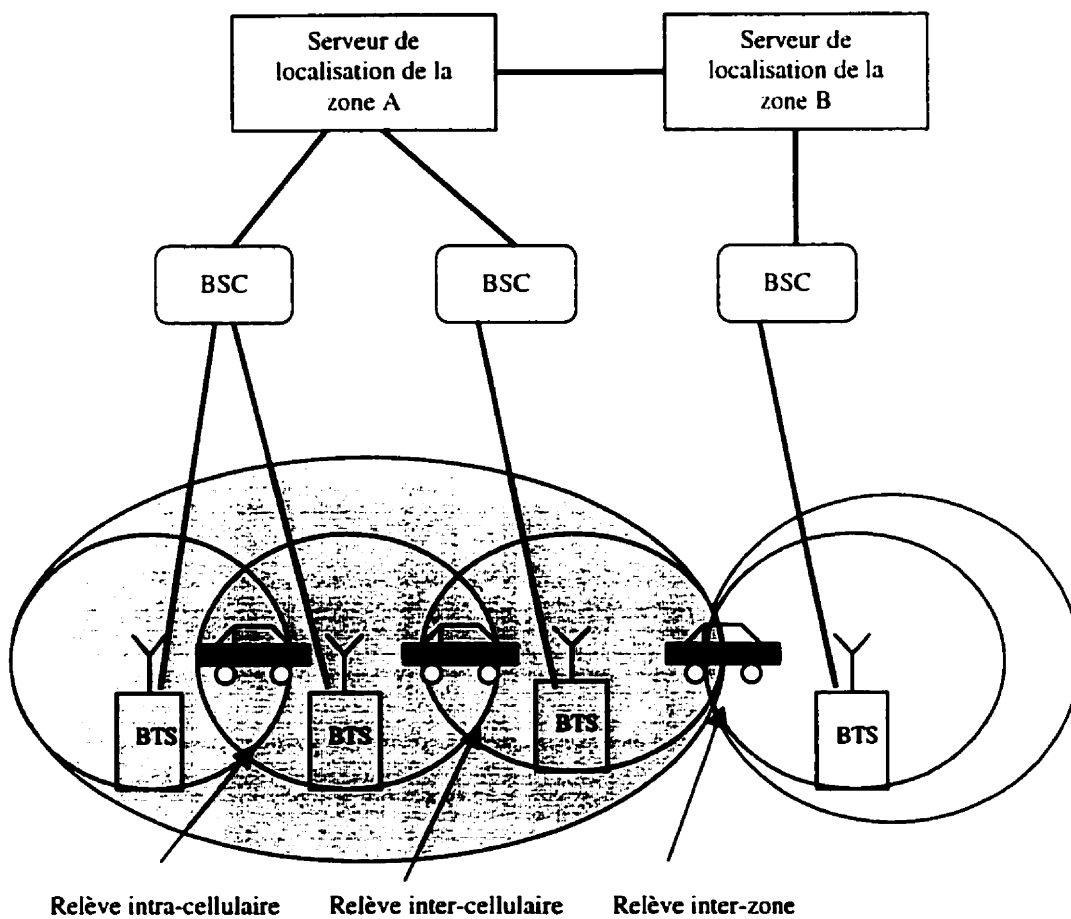 Serveur de
localisation de la
zone A
Serveur de
localisation de la
zone B
BSC
BSC
BSC
BTS
BTS
BTS
BTS
Relève intra-cellulaire
Relève inter-cellulaire
Relève inter-zone